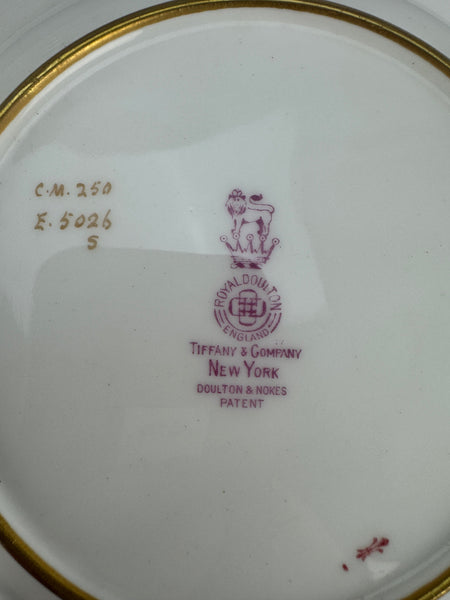 C.M. 250
E. 5026
S
ROYAL DOULTON
ENGLAND
TIFFANY & COMPANY
NEW YORK
DOULTON & NOKES
PATENT